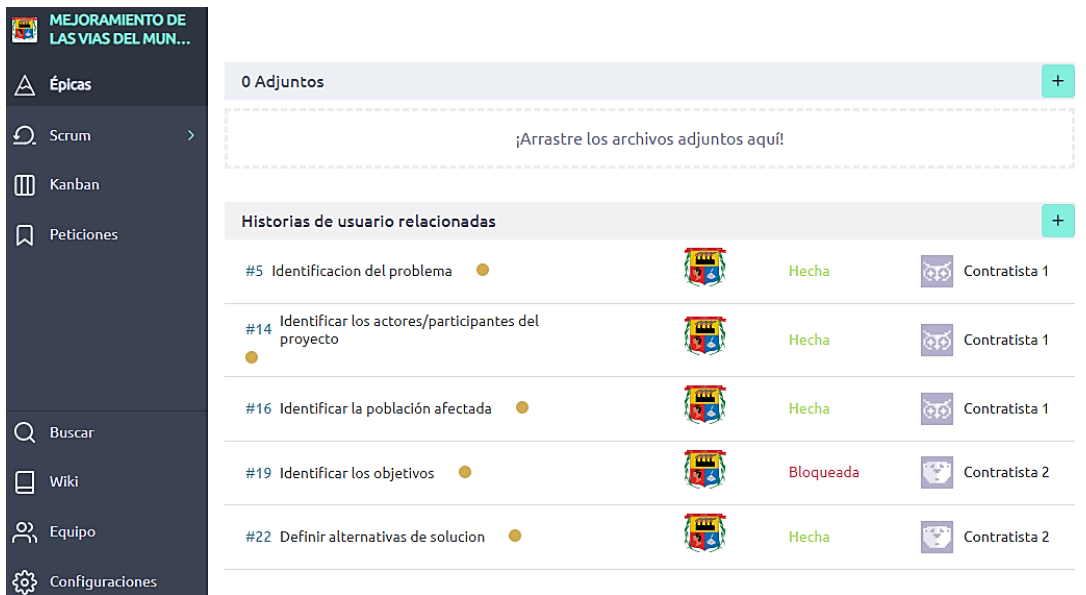 MEJORAMIENTO DE
LAS VIAS DEL MUN...
Épicas
Scrum
Kanban
Peticiones
Buscar
Wiki
Equipo
Configuraciones
0 Adjuntos
+
¡Arrastre los archivos adjuntos aquí!
Historias de usuario relacionadas
+
#5 Identificacion del problema Hecha Contratista 1
#14 Identificar los actores/participantes del
proyecto Hecha Contratista 1
#16 Identificar la población afectada Hecha Contratista 1
#19 Identificar los objetivos Bloqueada Contratista 2
#22 Definir alternativas de solucion Hecha Contratista 2